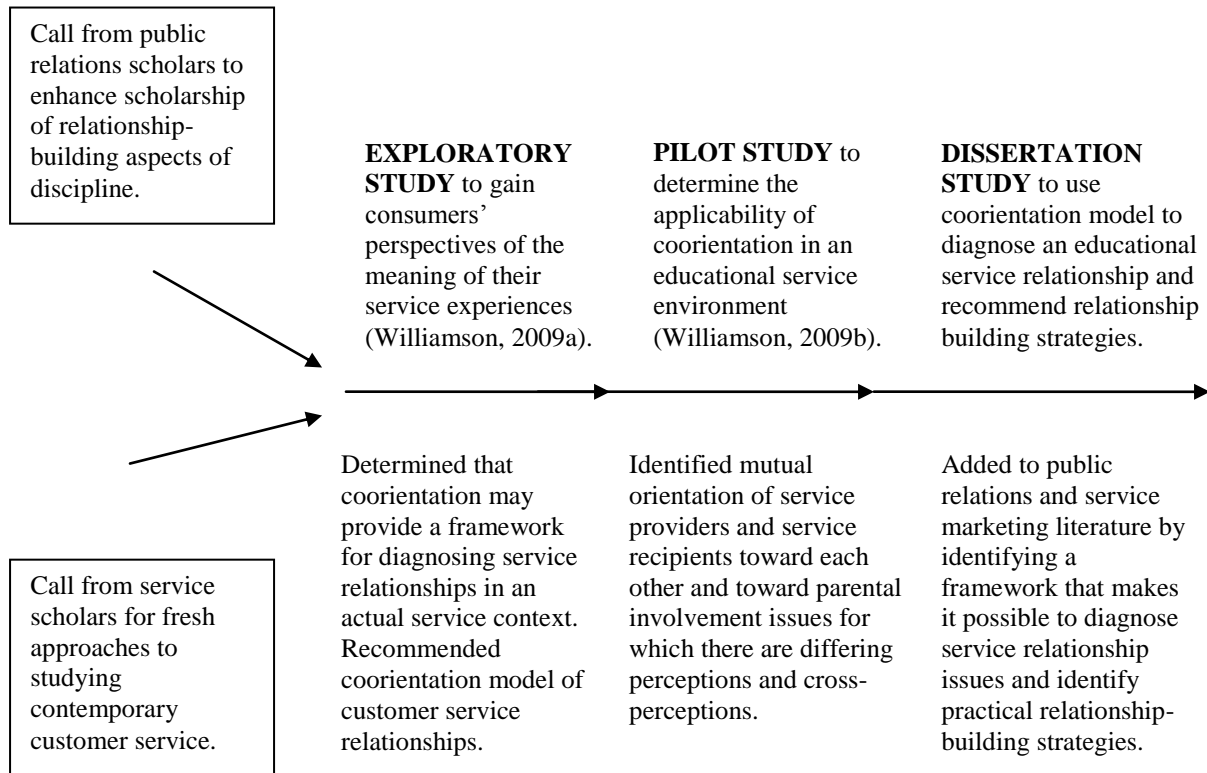 Call from public
relations scholars to
enhance scholarship
of relationship-
building aspects of
discipline.
EXPLORATORY
STUDY to gain
consumers’
perspectives of the
meaning of their
service experiences
(Williamson, 2009a).
PILOT STUDY to
determine the
applicability of
coorientation in an
educational service
environment
(Williamson, 2009b).
DISSERTATION
STUDY to use
coorientation model to
diagnose an educational
service relationship and
recommend relationship
building strategies.
Call from service
scholars for fresh
approaches to
studying
contemporary
customer service.
Determined that
coorientation may
provide a framework
for diagnosing service
relationships in an
actual service context.
Recommended
coorientation model of
customer service
relationships.
Identified mutual
orientation of service
providers and service
recipients toward each
other and toward parental
involvement issues for
which there are differing
perceptions and cross-
perceptions.
Added to public
relations and service
marketing literature by
identifying a
framework that makes
it possible to diagnose
service relationship
issues and identify
practical relationship-
building strategies.